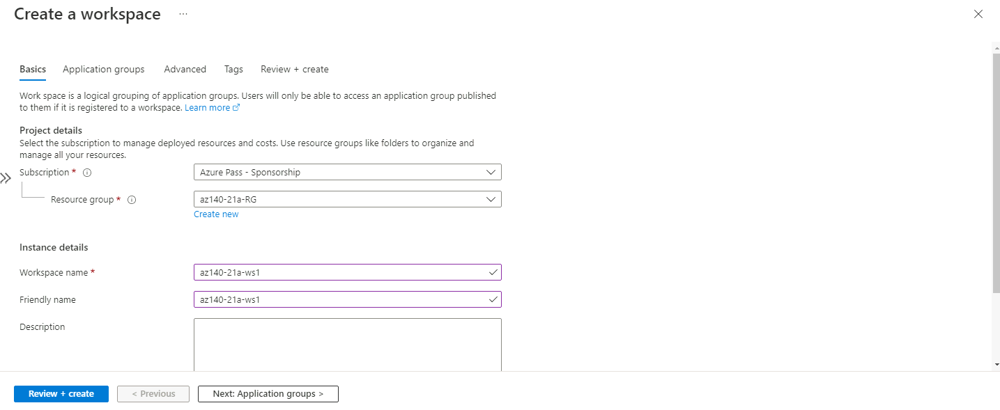 Create a workspace ...
Basics Application groups Advanced Tags Review + create
Work space is a logical grouping of application groups. Users will only be able to access an application group published
to them if it is registered to a workspace. Learn more
Project details
Select the subscription to manage deployed resources and costs. Use resource groups like folders to organize and
manage all your resources.
Subscription * Azure Pass - Sponsorship
Resource group * az140-21a-RG
Create new
Instance details
Workspace name * az140-21a-ws1
Friendly name az140-21a-ws1
Description
Review + create < Previous Next: Application groups >